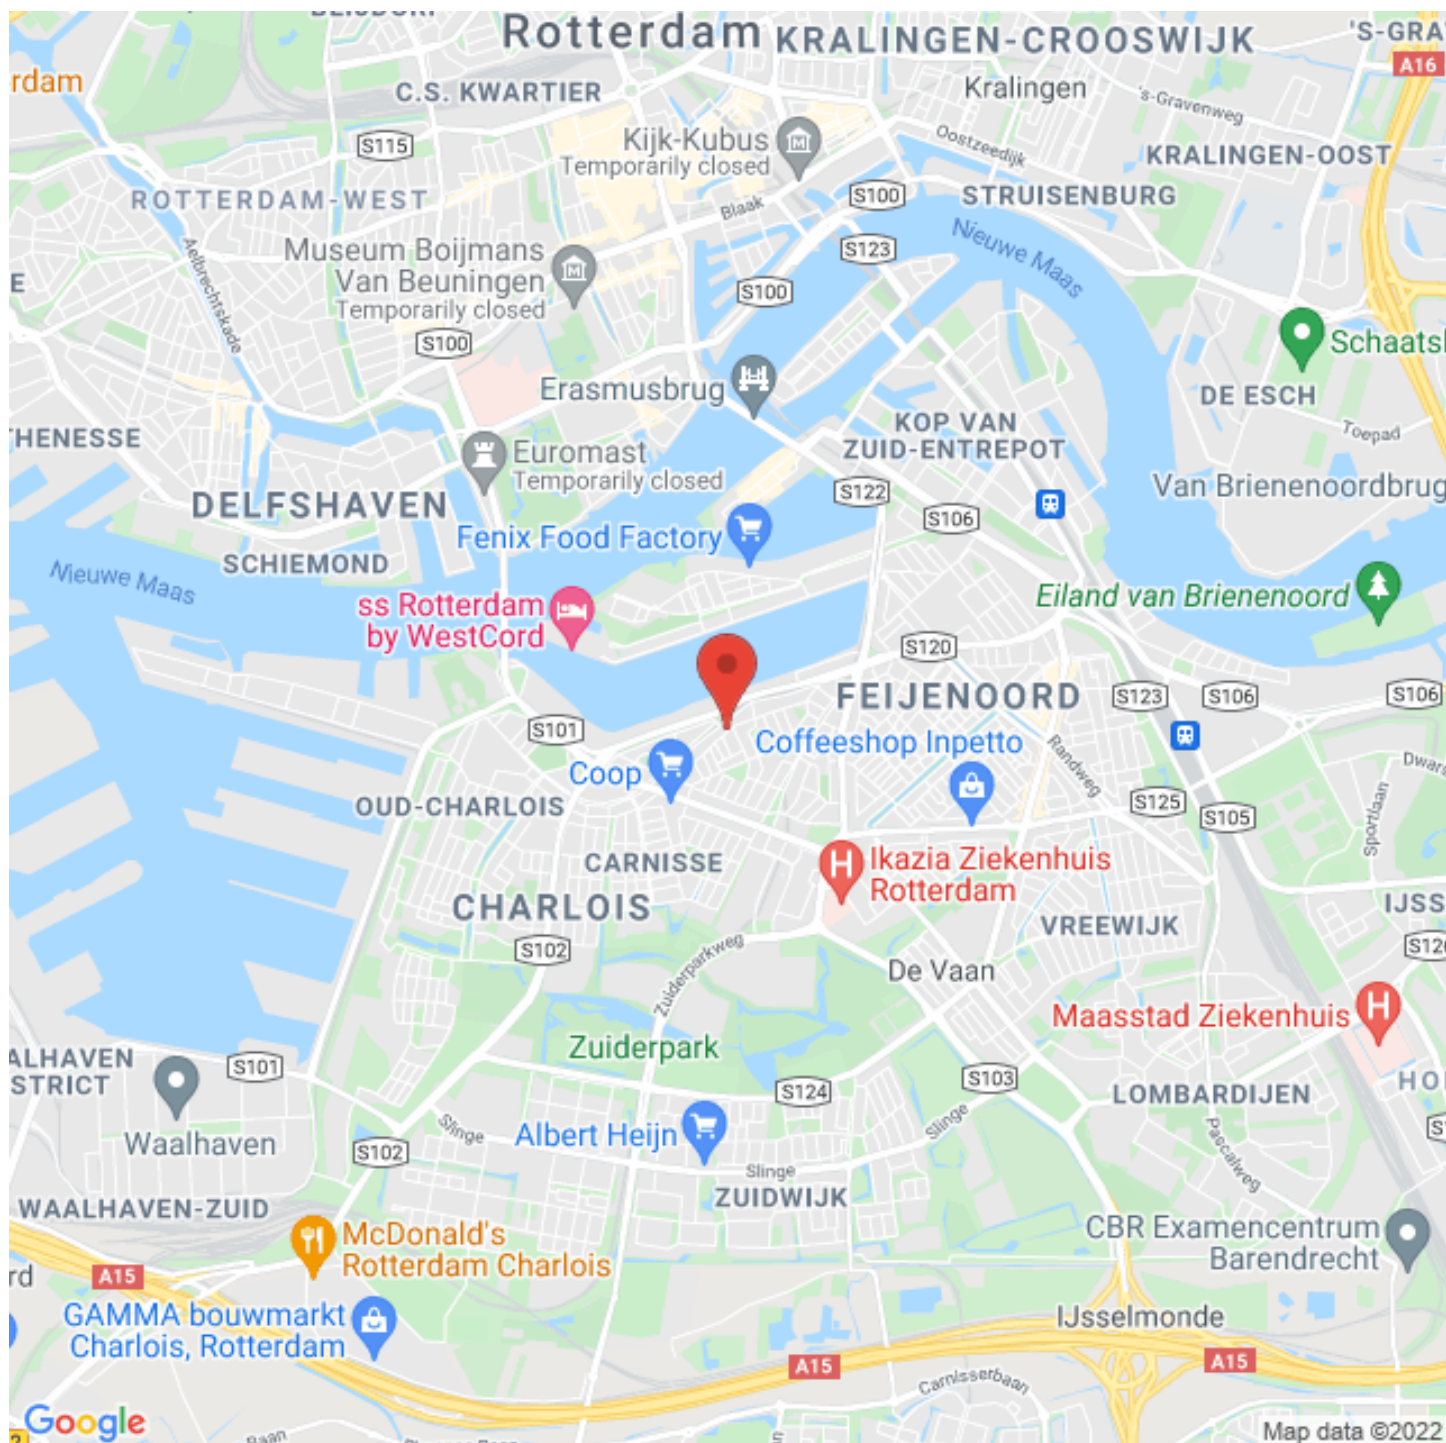 Rotterdam
KRALINGEN-CROOSWIJK
'S-GRA
A16
rdam
C.S. KWARTIER
Kralingen
's-Gravenweg
S115
Kijk-Kubus
Temporarily closed
Oostzeedijk
KRALINGEN-OOST
ROTTERDAM-WEST
Blaak
S100
STRUISENBURG
Museum Boijmans
Van Beuningen
Temporarily closed
S123
Nieuwe Maas
Aelbrechtskade
E
S100
S100
Schaatsl
Erasmusbrug
DE ESCH
KOP VAN
ZUID-ENTREPOT
Toepad
THENESSE
Euromast
Temporarily closed
DELFSHAVEN
S122
S106
Van Brienenoordbrug
Fenix Food Factory
SCHIEMOND
Nieuwe Maas
ss Rotterdam
by WestCord
Eiland van Brienenoord
S120
FEIJENOORD
S123
S106
S106
S101
Coffeeshop Inpetto
Randweg
Coop
Dwars
OUD-CHARLOIS
S125
S105
Sportlaan
CARNISSE
Ikazia Ziekenhuis
Rotterdam
CHARLOIS
IJSS
VREEWIJK
S102
Zuiderparkweg
S120
De Vaan
Maasstad Ziekenhuis
Zuiderpark
ALHAVEN
STRICT
S101
S103
HO
S124
LOMBARDIJEN
Waalhaven
Slinge
Albert Heijn
Slinge
Pascalweg
S102
Slinge
ZUIDWIJK
WAALHAVEN-ZUID
McDonald's
Rotterdam Charlois
CBR Examencentrum
Barendrecht
rd
A15
GAMMA bouwmarkt
Charlois, Rotterdam
IJsselmonde
A15
A15
Carnisserbaan
Google
Baan
Map data ©2022